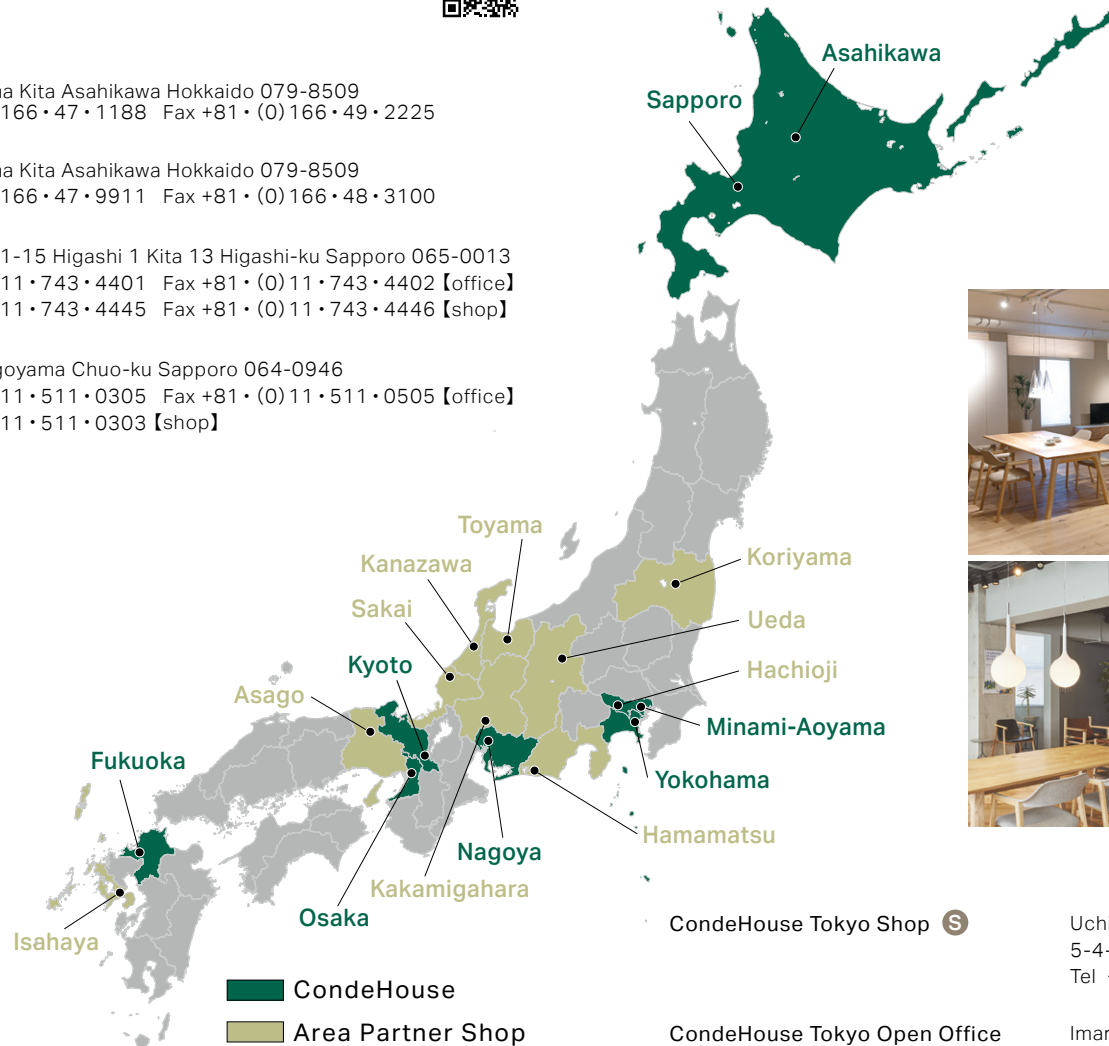 a Kita Asahikawa Hokkaido 079-8509
166・47・1188 Fax +81・(0)166・49・2225
a Kita Asahikawa Hokkaido 079-8509
166・47・9911 Fax +81・(0)166・48・3100
1-15 Higashi 1 Kita 13 Higashi-ku Sapporo 065-0013
11・743・4401 Fax +81・(0)11・743・4402【office】
11・743・4445 Fax +81・(0)11・743・4446【shop】
goyama Chuo-ku Sapporo 064-0946
11・511・0305 Fax +81・(0)11・511・0505【office】
11・511・0303【shop】
Asahikawa
Sapporo
Toyama
Kanazawa
Sakai
Kyoto
Asago
Fukuoka
Isahaya
Koriyama
Ueda
Hachioji
Minami-Aoyama
Yokohama
Hamamatsu
Nagoya
Kakamigahara
Osaka
CondeHouse
Area Partner Shop
CondeHouse Tokyo Shop S
Uchi
5-4-
Tel
CondeHouse Tokyo Open Office
Imar